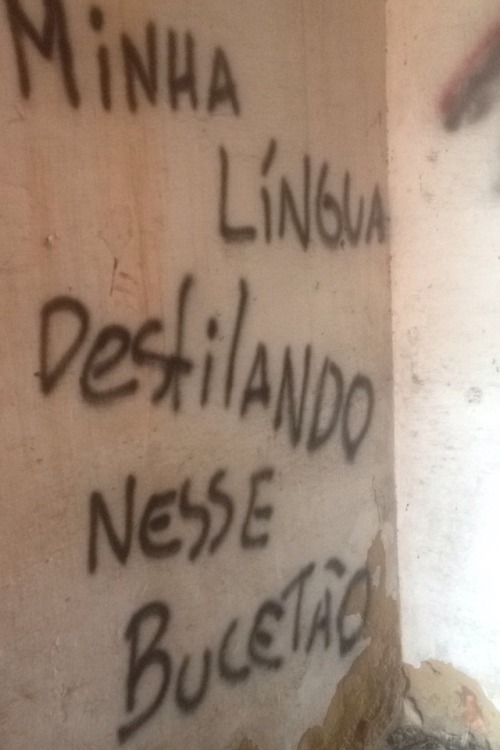 MiNHA
LÍNGUA
DesfilANDO
NESSE
BUCETÃO